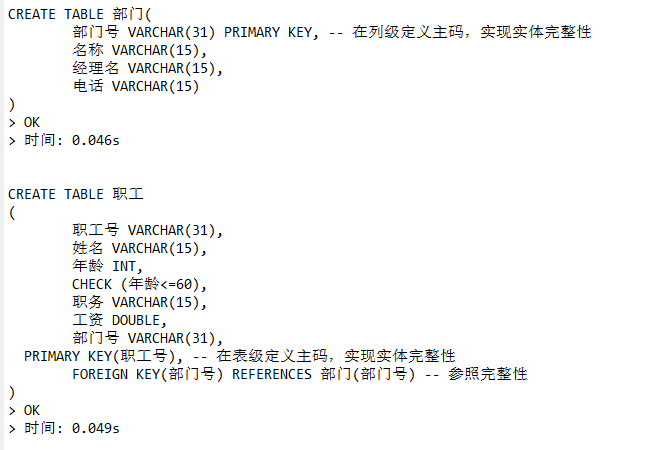 CREATE TABLE 部门(
部门号 VARCHAR(31) PRIMARY KEY, -- 在列级定义主码，实现实体完整性
名称 VARCHAR(15),
经理名 VARCHAR(15),
电话 VARCHAR(15)
)
> OK
> 时间: 0.046s
CREATE TABLE 职工
(
职工号 VARCHAR(31),
姓名 VARCHAR(15),
年龄 INT,
CHECK (年龄<=60),
职务 VARCHAR(15),
工资 DOUBLE,
部门号 VARCHAR(31),
PRIMARY KEY(职工号), -- 在表级定义主码，实现实体完整性
FOREIGN KEY(部门号) REFERENCES 部门(部门号) -- 参照完整性
)
> OK
> 时间: 0.049s